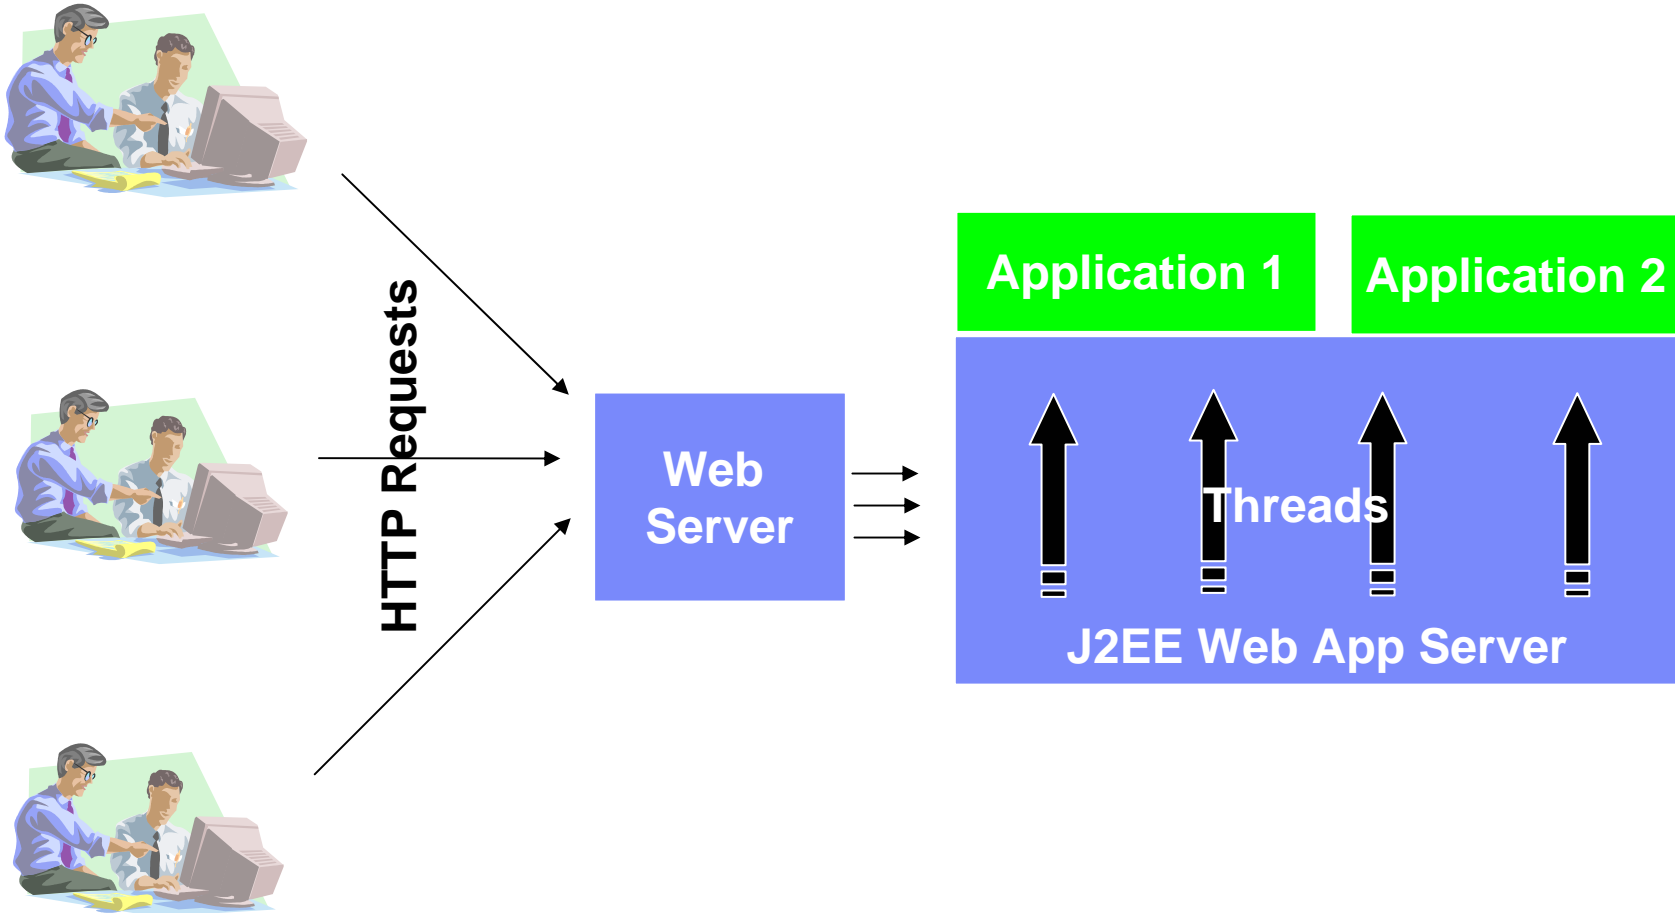 HTTP Requests
Web
Server
Application 1
Application 2
Threads
J2EE Web App Server